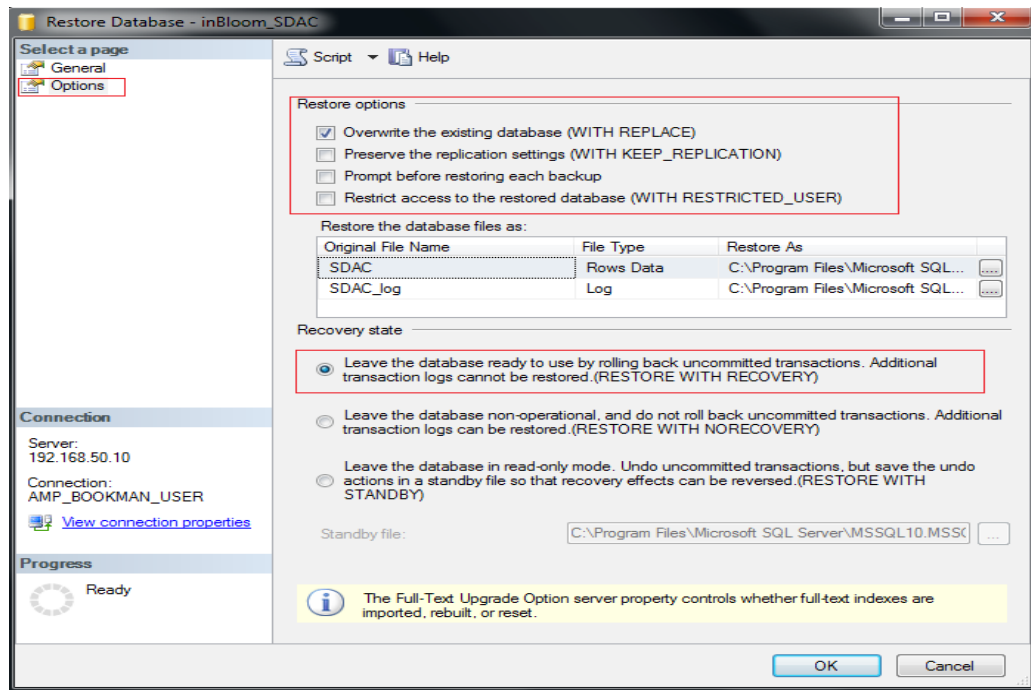 Restore Database - inBloom_SDAC
Select a page
General
Options
Script
Help
Restore options
Overwrite the existing database (WITH REPLACE)
Preserve the replication settings (WITH KEEP_REPLICATION)
Prompt before restoring each backup
Restrict access to the restored database (WITH RESTRICTED_USER)
Restore the database files as:
Original File Name File Type Restore As
SDAC Rows Data C:\Program Files\Microsoft SQL... ....
SDAC_log Log C:\Program Files\Microsoft SQL... ....
Recovery state
Leave the database ready to use by rolling back uncommitted transactions. Additional
transaction logs cannot be restored.(RESTORE WITH RECOVERY)
Leave the database non-operational, and do not roll back uncommitted transactions. Additional
transaction logs can be restored.(RESTORE WITH NORECOVERY)
Leave the database in read-only mode. Undo uncommitted transactions, but save the undo
actions in a standby file so that recovery effects can be reversed.(RESTORE WITH
STANDBY)
Standby file: C:\Program Files\Microsoft SQL Server\MSSQL10.MSS( ...
The Full-Text Upgrade Option server property controls whether full-text indexes are
imported, rebuilt, or reset.
Connection
Server:
192.168.50.10
Connection:
AMP_BOOKMAN_USER
View connection properties
Progress
Ready
OK Cancel